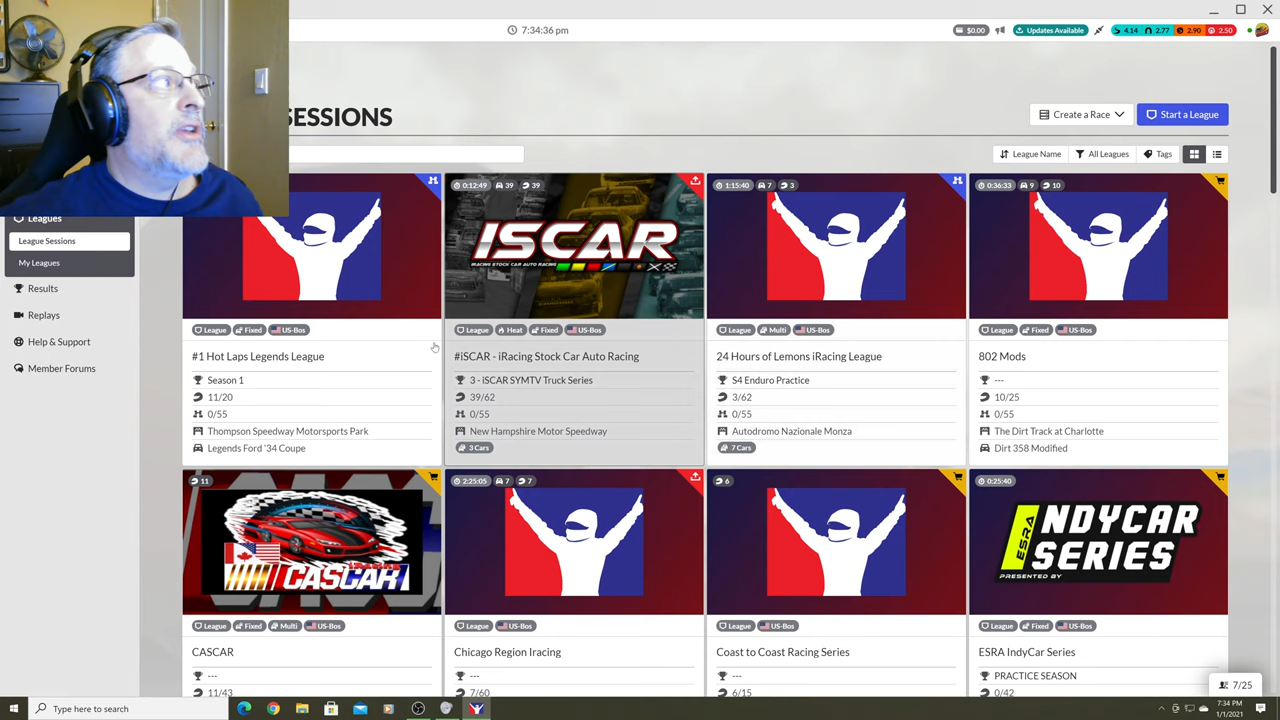 7:34:36 pm
$0.00
Updates Available
4.14
2.77
2.90
2.50
SESSIONS
Create a Race
Start a League
League Name
All Leagues
Tags
Leagues
League Sessions
My Leagues
Results
Replays
Help & Support
Member Forums
League Fixed US-Bos
#1 Hot Laps Legends League
Season 1
11/20
0/55
Thompson Speedway Motorsports Park
Legends Ford '34 Coupe
0:12:49 39 39
ISCAR
IRACING STOCK CAR AUTO RACING
League Heat Fixed US-Bos
#iSCAR - iRacing Stock Car Auto Racing
3 - iSCAR SYMTV Truck Series
39/62
0/55
New Hampshire Motor Speedway
3 Cars
1:15:40 7 3
League Multi US-Bos
24 Hours of Lemons iRacing League
S4 Enduro Practice
3/62
0/55
Autodromo Nazionale Monza
7 Cars
0:36:33 9 10
League Fixed US-Bos
802 Mods
---
10/25
0/55
The Dirt Track at Charlotte
Dirt 358 Modified
11
CASCAR
League Fixed Multi US-Bos
CASCAR
---
11/43
2:25:05 7 7
League US-Bos
Chicago Region Iracing
---
7/60
6
League US-Bos
Coast to Coast Racing Series
---
6/15
0:25:40
ESRA
INDYCAR
SERIES
PRESENTED BY
League Fixed US-Bos
ESRA IndyCar Series
PRACTICE SEASON
0/42
7/25
Type here to search
7:34 PM
1/1/2021